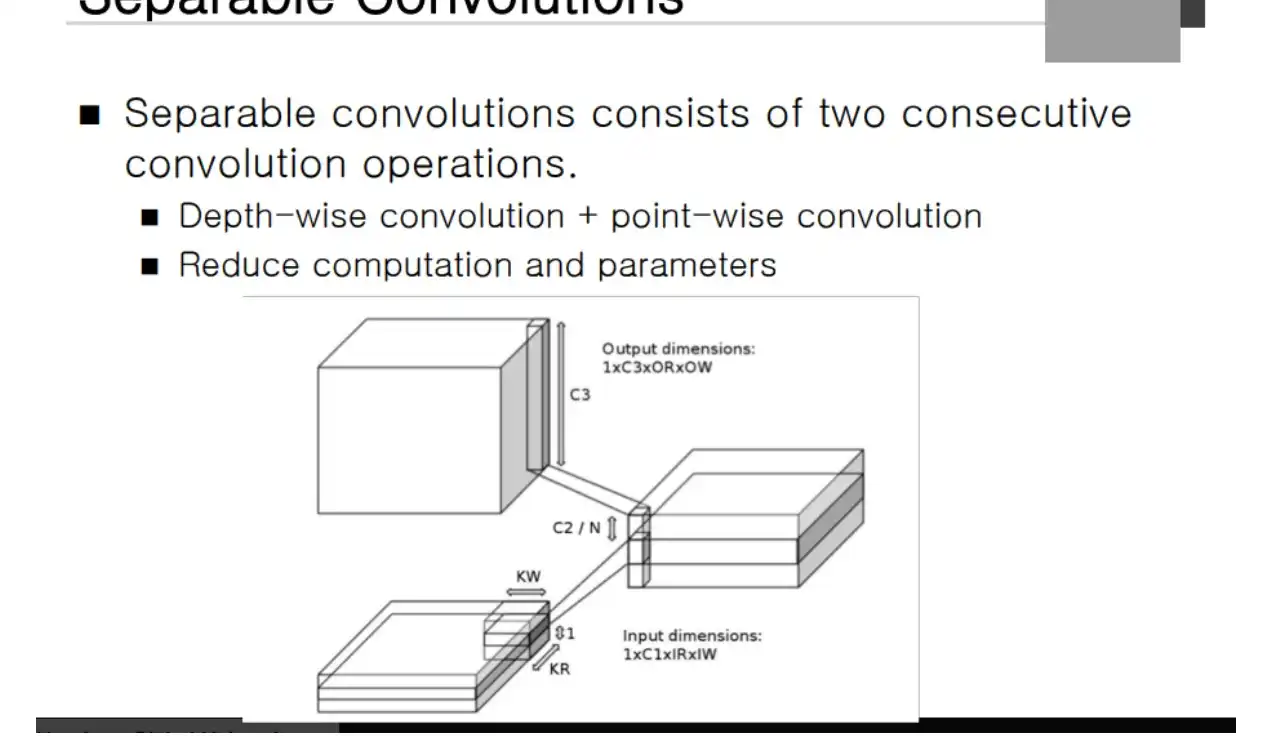 Separable Convolutions
■ Separable convolutions consists of two consecutive
convolution operations.
■ Depth-wise convolution + point-wise convolution
■ Reduce computation and parameters
Output dimensions:
1xC3xORxOW
C3
C2 / N
KW
1
KR
Input dimensions:
1xC1xIRxIW